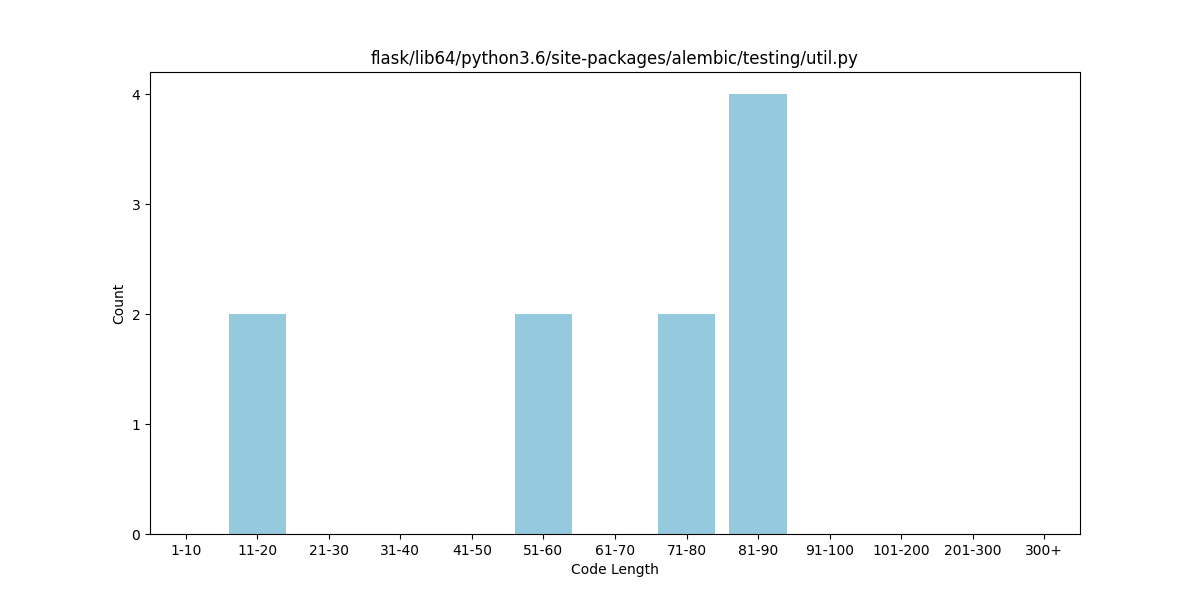 flask/lib64/python3.6/site-packages/alembic/testing/util.py
Count
4
3
2
1
0
1-10 11-20 21-30 31-40 41-50 51-60 61-70 71-80 81-90 91-100 101-200 201-300 300+
Code Length